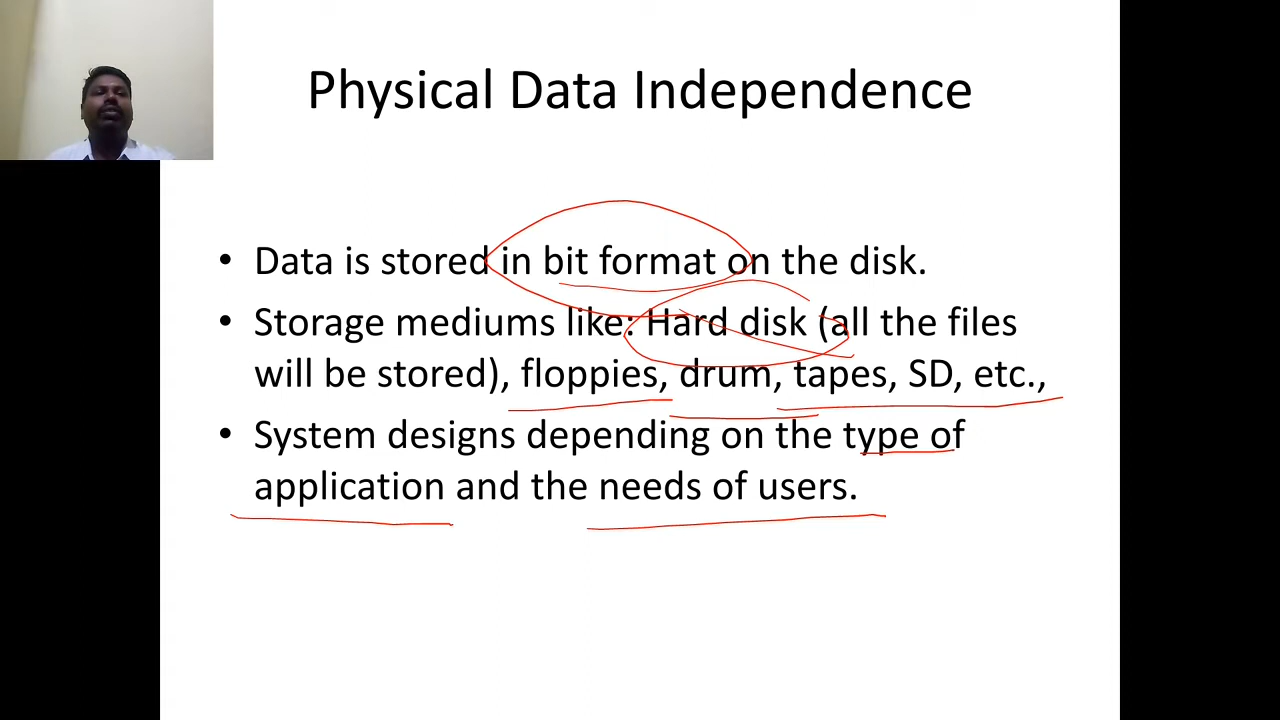 Physical Data Independence
• Data is stored in bit format on the disk.
• Storage mediums like: Hard disk (all the files
will be stored), floppies, drum, tapes, SD, etc.,
• System designs depending on the type of
application and the needs of users.